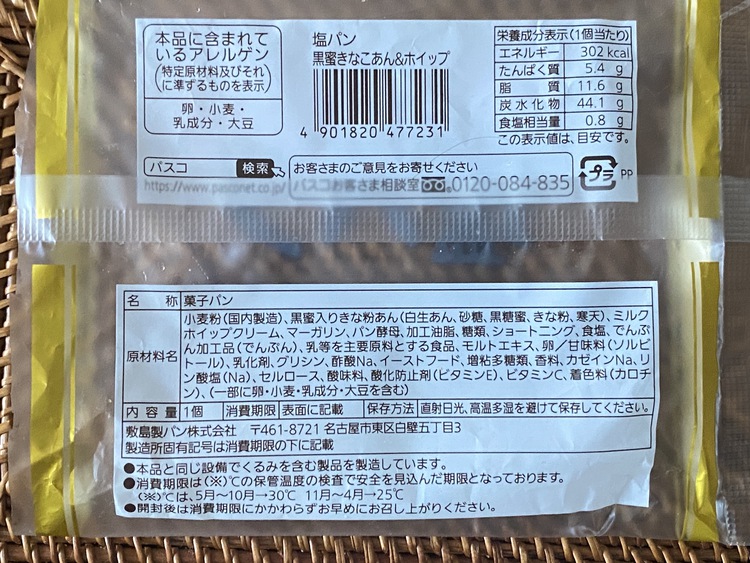 本品に含まれて
いるアレルゲン
(特定原材料及びそれ
に準ずるものを表示)
卵・小麦・
乳成分・大豆
塩パン
黒蜜きなこあん&ホイップ
4 901820 477231
栄養成分表示(1個当たり)
エネルギー 302 kcal
たんぱく質 5.4 g
脂質 11.6 g
炭水化物 44.1 g
食塩相当量 0.8 g
この表示値は、目安です。
パスコ 検索
https://www.pasconet.co.jp/
お客さまのご意見をお寄せください
パスコお客さま相談室 0120-084-835
プラ PP
名称 菓子パン
原材料名
小麦粉(国内製造)、黒蜜入りきな粉あん(白生あん、砂糖、黒糖蜜、きな粉、寒天)、ミルク
ホイップクリーム、マーガリン、パン酵母、加工油脂、糖類、ショートニング、食塩、でんぷ
ん加工品(でんぷん)、乳等を主要原料とする食品、モルトエキス、卵/甘味料(ソルビ
トール)、乳化剤、グリシン、酢酸Na、イーストフード、増粘多糖類、香料、カゼインNa、リ
ン酸塩(Na)、セルロース、酸味料、酸化防止剤(ビタミンE)、ビタミンC、着色料(カロチ
ン)、(一部に卵・小麦・乳成分・大豆を含む)
内容量 1個 消費期限 表面に記載 保存方法 直射日光、高温多湿を避けて保存してください。
敷島製パン株式会社 〒461-8721 名古屋市東区白壁五丁目3
製造所固有記号は消費期限の下に記載
●本品と同じ設備でくるみを含む製品を製造しています。
●消費期限は(※)℃の保管温度の検査で安全を見込んだ期限となっております。
(※)℃は、5月〜10月→30℃ 11月〜4月→25℃
●開封後は消費期限にかかわらずお早めにお召し上がりください。